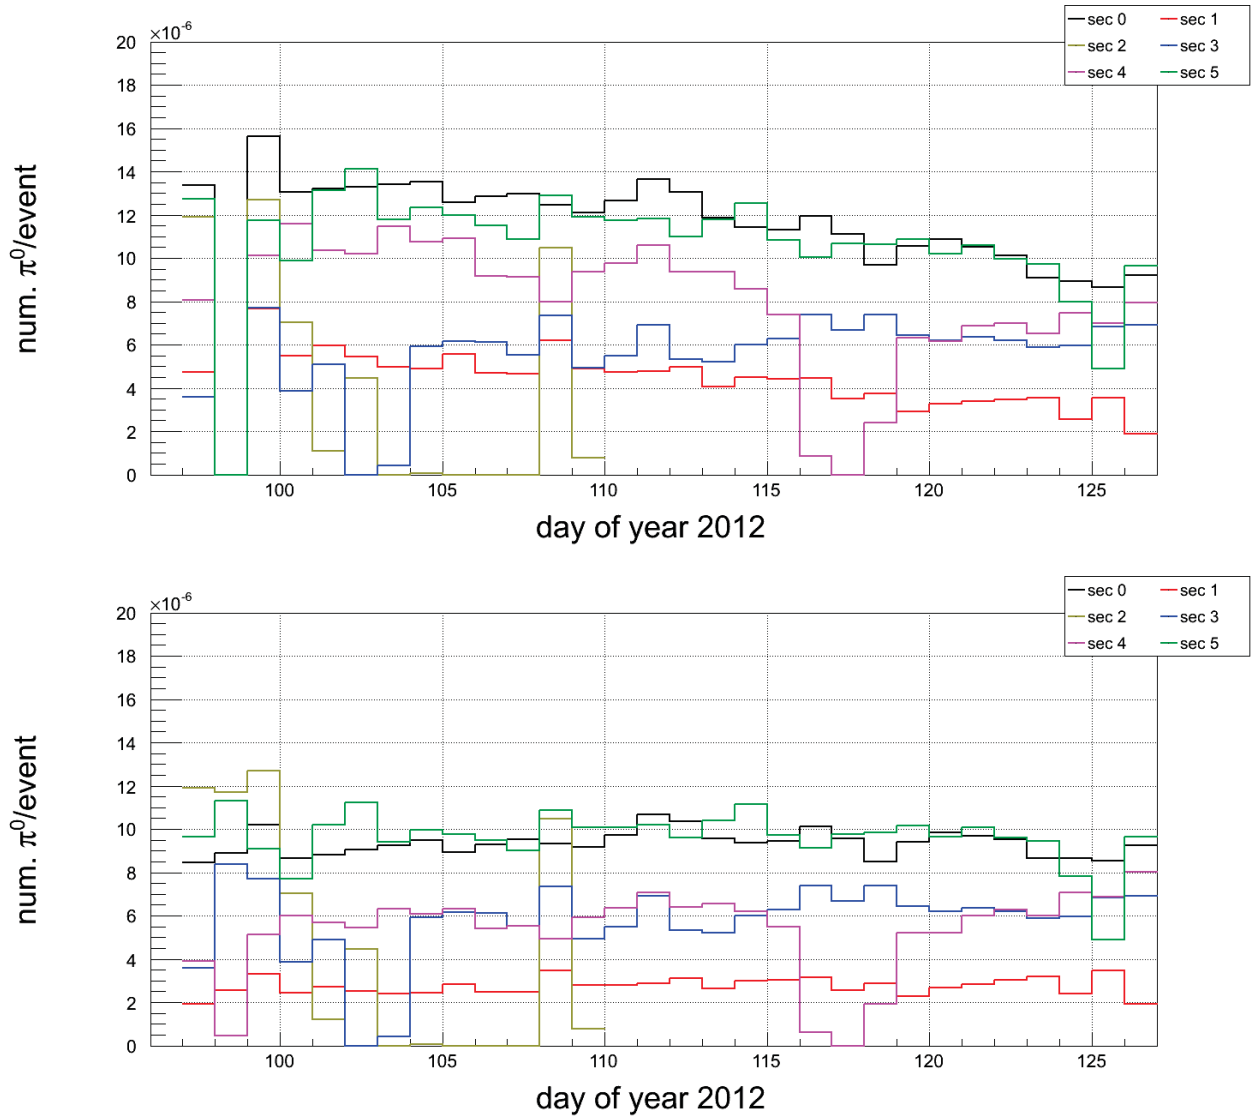 ×10⁻⁶
sec 0 sec 1
sec 2 sec 3
sec 4 sec 5
20
18
16
14
12
10
8
6
4
2
0
num. π⁰/event
100 105 110 115 120 125
day of year 2012
×10⁻⁶
sec 0 sec 1
sec 2 sec 3
sec 4 sec 5
20
18
16
14
12
10
8
6
4
2
0
num. π⁰/event
100 105 110 115 120 125
day of year 2012